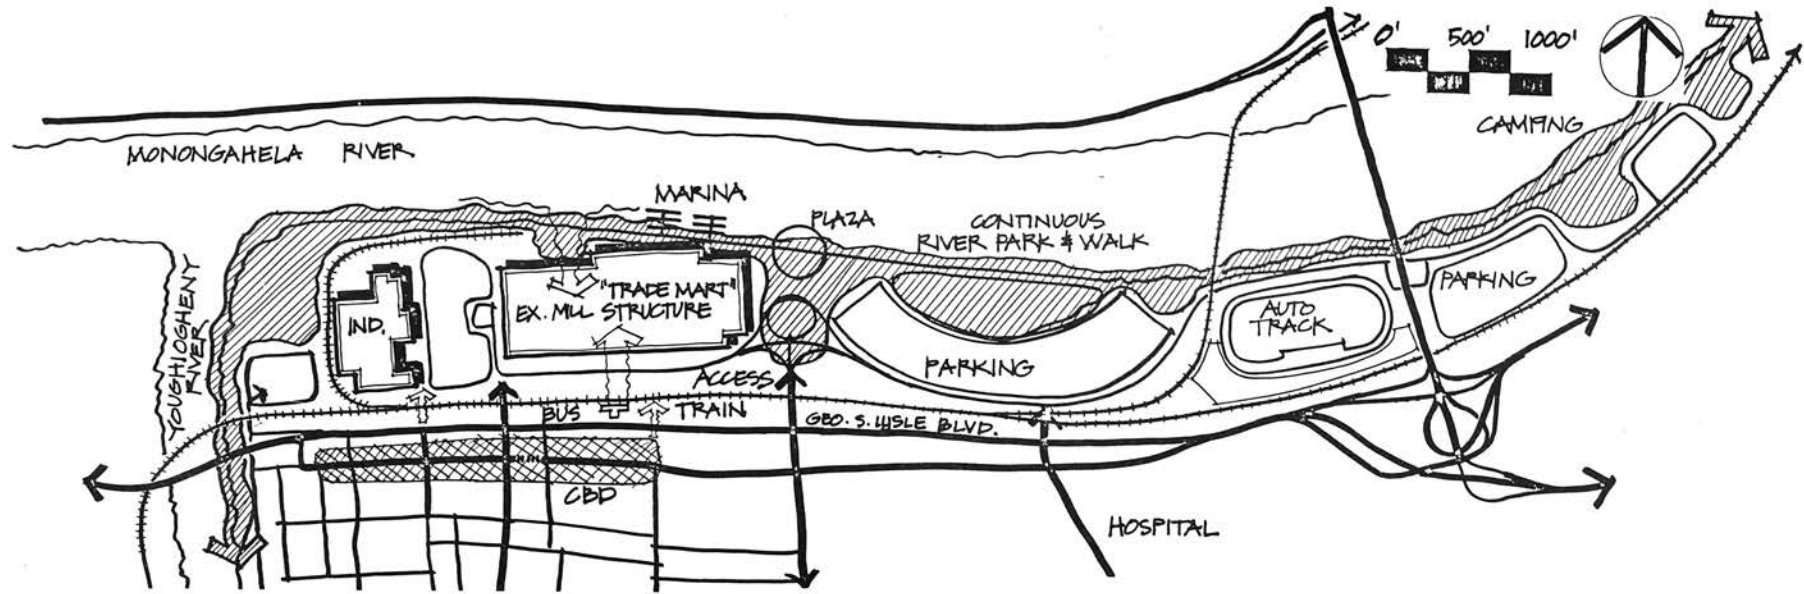 0' 500' 1000'
CAMPING
MONONGAHELA RIVER
MARINA
PLAZA
CONTINUOUS
RIVER PARK & WALK
YOUGHIOGHENY
RIVER
IND.
"TRADE MART"
EX. MILL STRUCTURE
PARKING
AUTO
TRACK
PARKING
ACCESS
BUS
TRAIN
GEO. S. LYSLE BLVD.
CBD
HOSPITAL